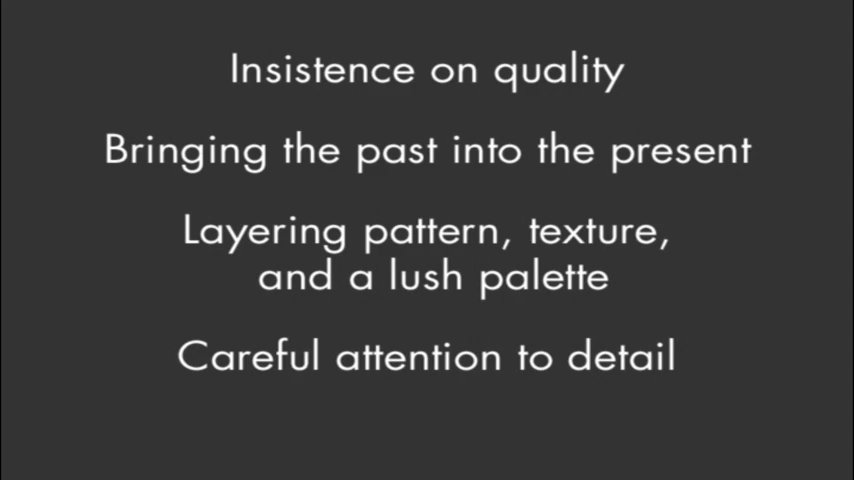 Insistence on quality
Bringing the past into the present
Layering pattern, texture,
and a lush palette
Careful attention to detail